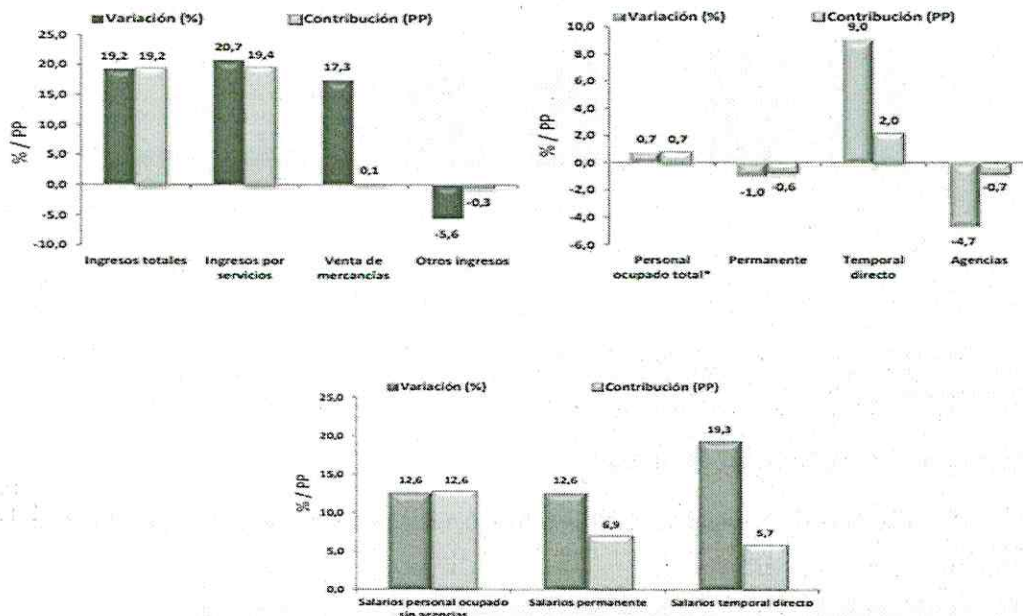 Variación (%) Contribución (PP)
25,0
20,0
15,0
10,0
5,0
0,0
-5,0
-10,0
% / PP
19,2 19,2
20,7 19,4
17,3 0,1
-5,6 -0,3
Ingresos totales Ingresos por Venta de Otros ingresos
servicios mercancías
Variación (%) Contribución (PP)
10,0
8,0
6,0
4,0
2,0
0,0
-2,0
-4,0
-6,0
% / PP
0,7 0,7
-1,0 -0,6
9,0 2,0
-4,7 -0,7
Personal Permanente Temporal Agencias
ocupado total* directo
Variación (%) Contribución (PP)
25,0
20,0
15,0
10,0
5,0
0,0
% / PP
12,6 12,6
12,6 6,9
19,3 5,7
Salarios personal ocupado Salarios permanente Salarios temporal directo
sin agencias